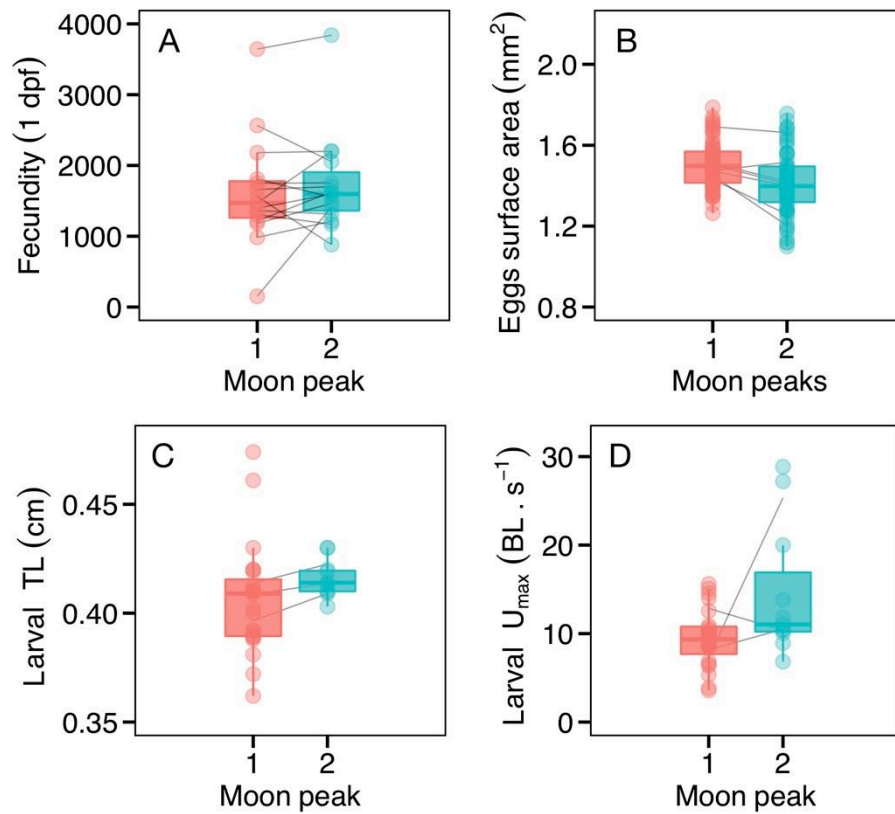 A
Fecundity (1 dpf)
4000
3000
2000
1000
0
1 2
Moon peak
B
Eggs surface area (mm²)
2.0
1.6
1.2
0.8
1 2
Moon peaks
C
Larval TL (cm)
0.45
0.40
0.35
1 2
Moon peak
D
Larval Uₘₐₓ (BL . s⁻¹)
30
20
10
0
1 2
Moon peak